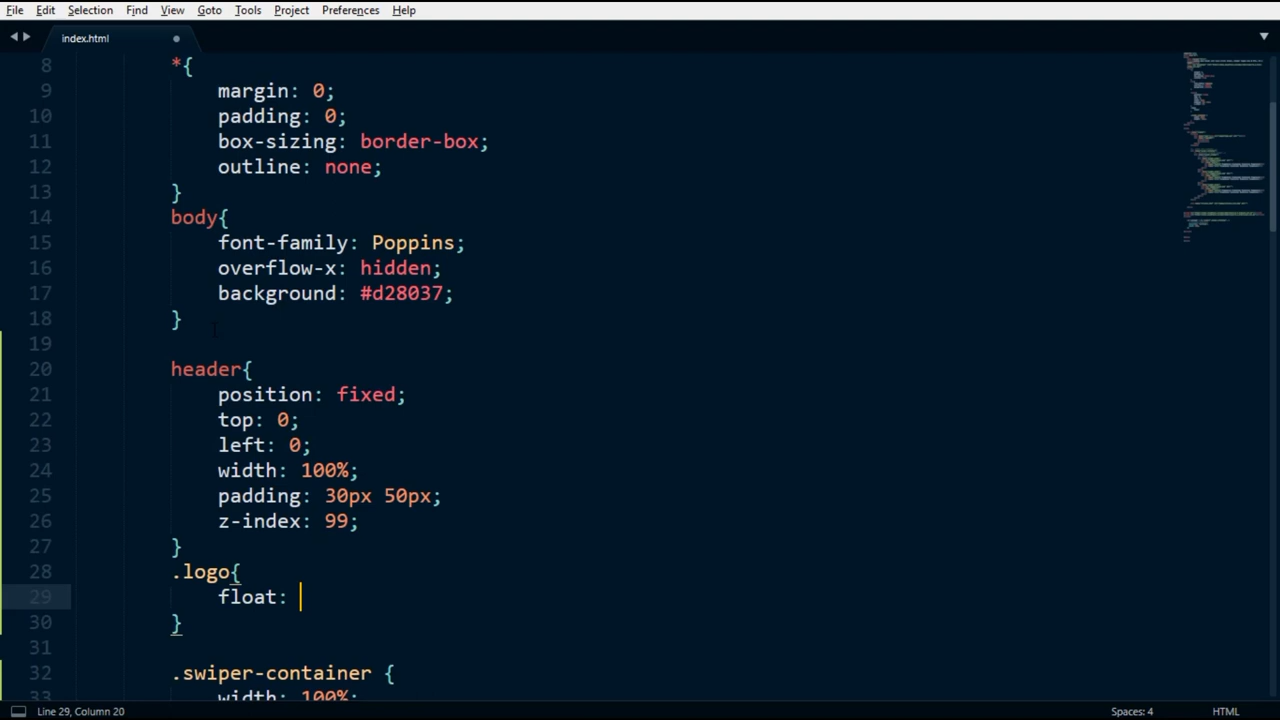 File Edit Selection Find View Goto Tools Project Preferences Help
index.html
8 *{
9 margin: 0;
10 padding: 0;
11 box-sizing: border-box;
12 outline: none;
13 }
14 body{
15 font-family: Poppins;
16 overflow-x: hidden;
17 background: #d28037;
18 }
19
20 header{
21 position: fixed;
22 top: 0;
23 left: 0;
24 width: 100%;
25 padding: 30px 50px;
26 z-index: 99;
27 }
28 .logo{
29 float:
30 }
31
32 .swiper-container {
33 width: 100%;
Line 29, Column 20 Spaces: 4 HTML